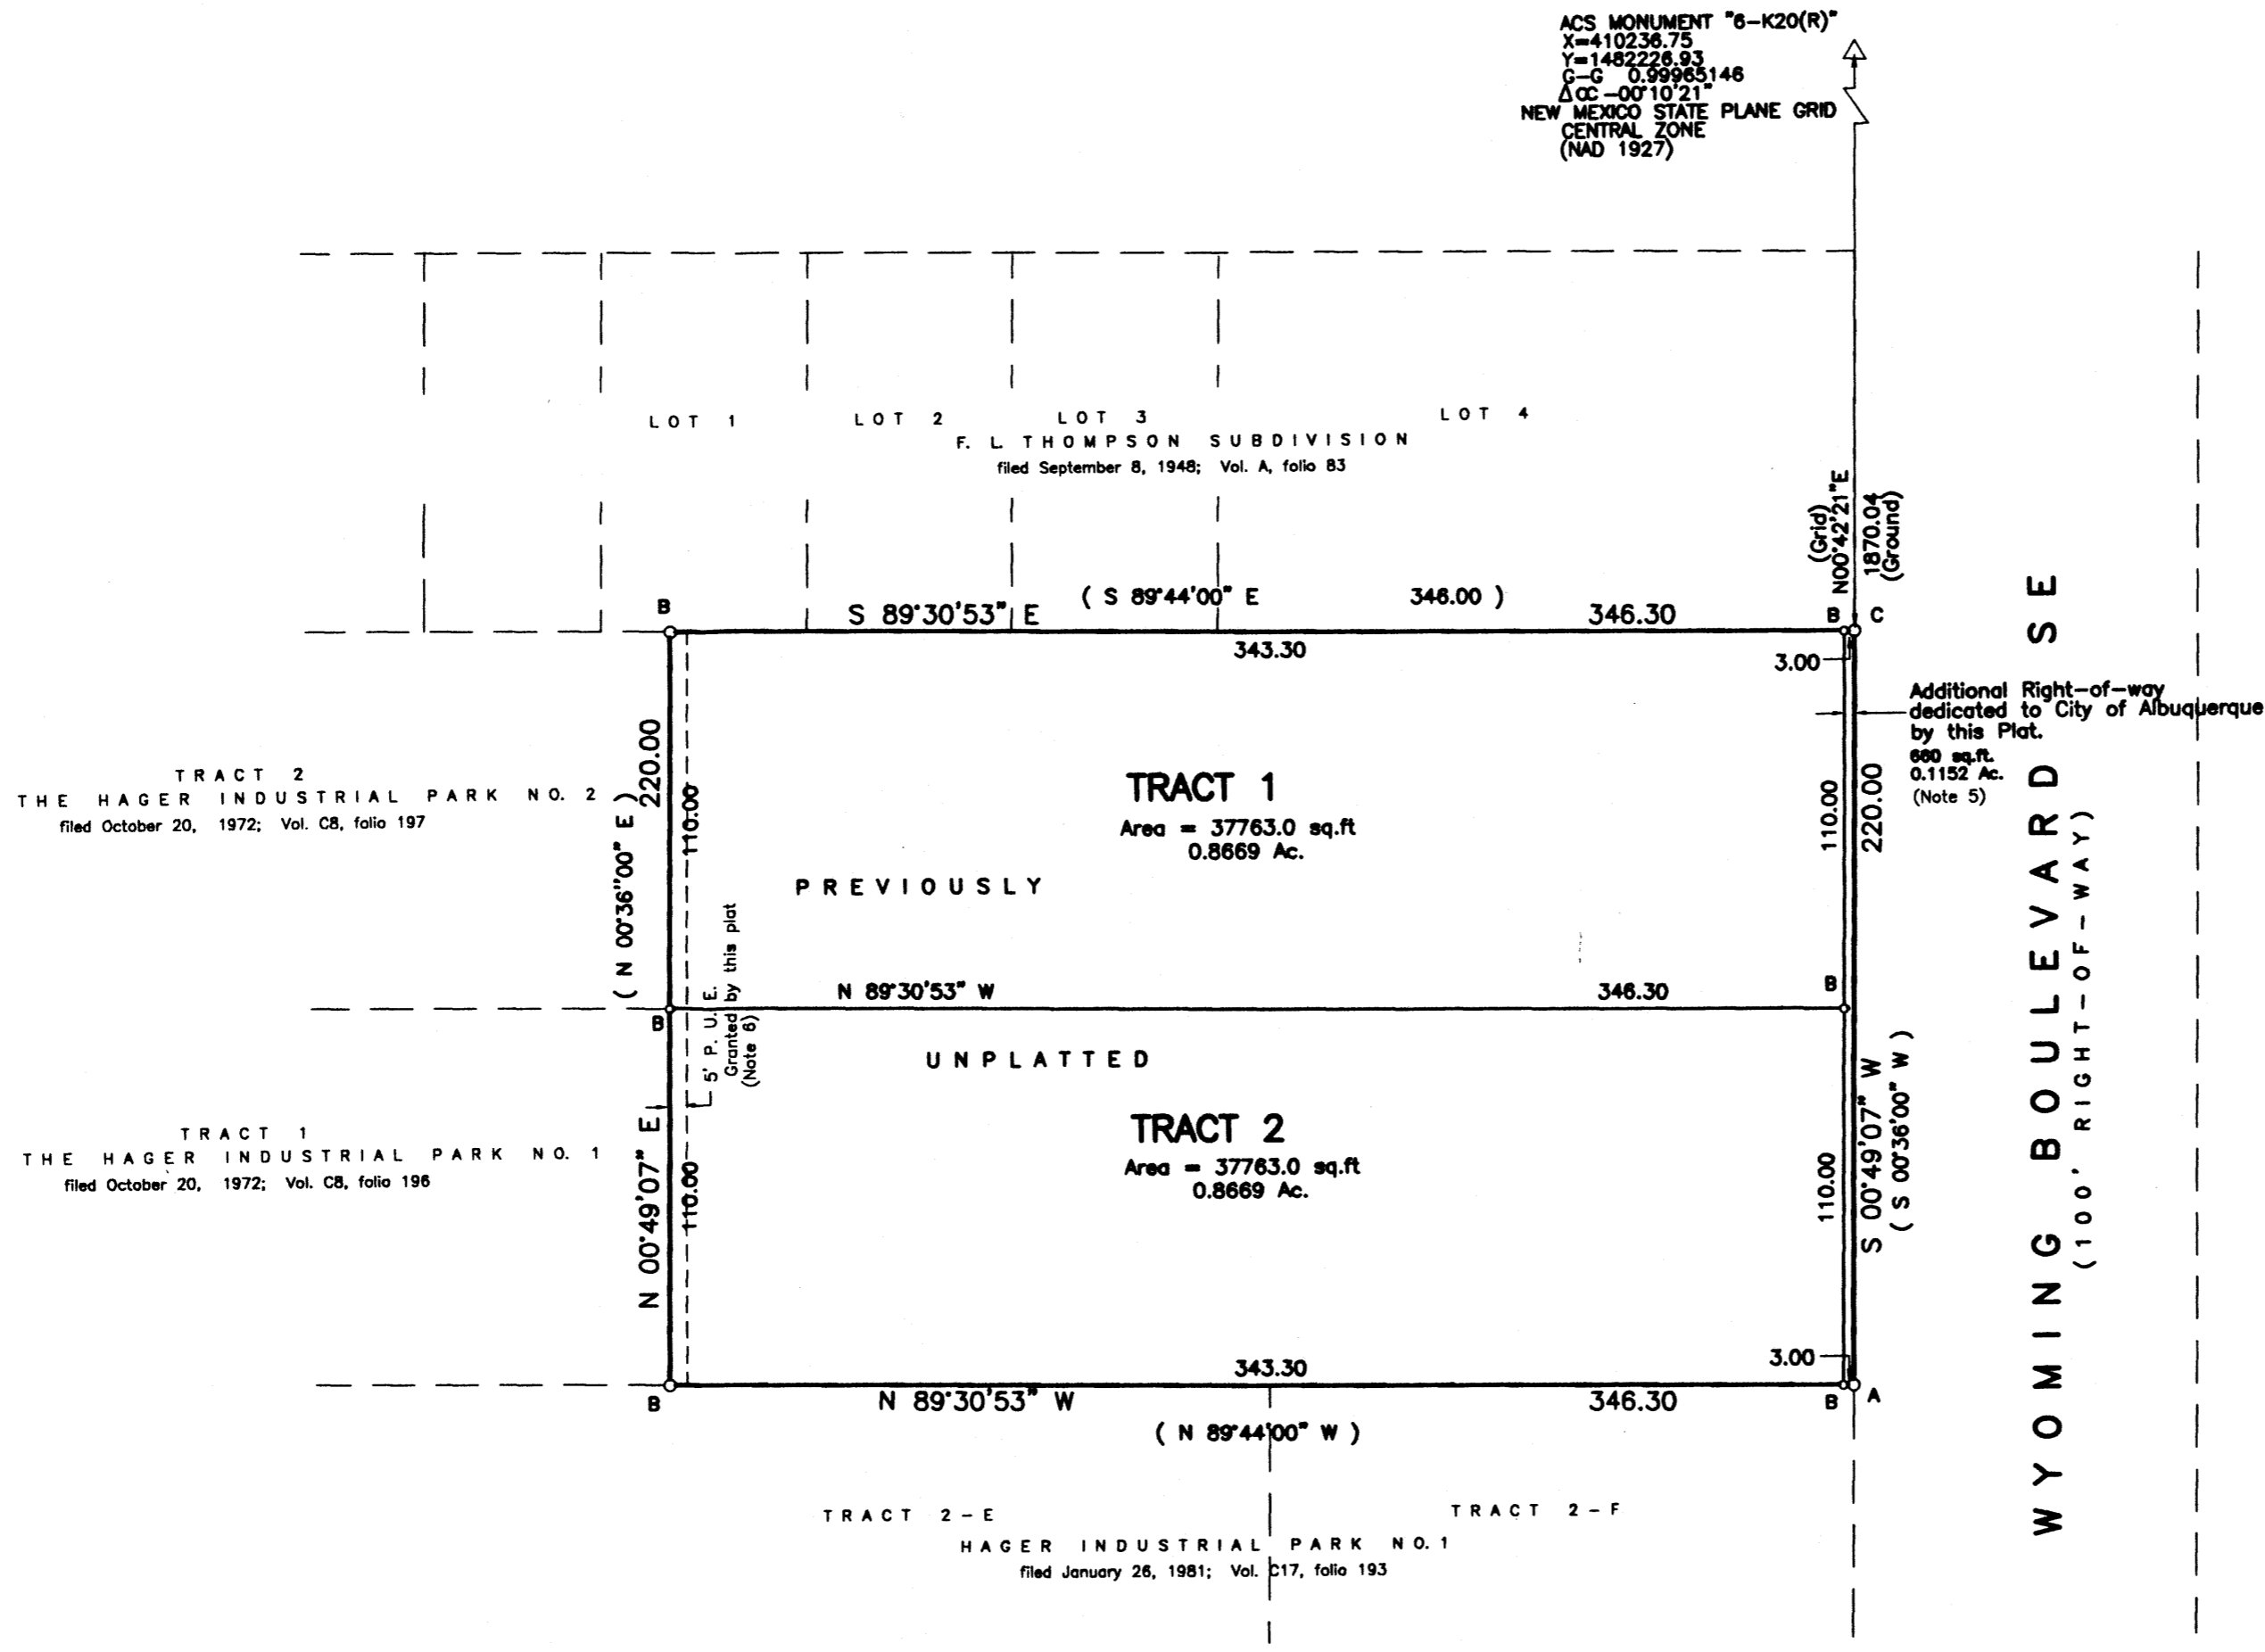 ACS MONUMENT "6-K20(R)"
X=410236.75
Y=1482226.93
G-G 0.99965146
Δ∝ -00°10'21"
NEW MEXICO STATE PLANE GRID
CENTRAL ZONE
(NAD 1927)
LOT 1
LOT 2
LOT 3
LOT 4
F. L. THOMPSON SUBDIVISION
filed September 8, 1948; Vol. A, folio 83
(Grid)
N00°42'21"E
1870.04
(Ground)
B
S 89°30'53" E
( S 89°44'00" E 346.00 )
346.30
B
C
343.30
3.00
Additional Right-of-way
dedicated to City of Albuquerque
by this Plat.
660 sq.ft.
0.1152 Ac.
(Note 5)
TRACT 2
THE HAGER INDUSTRIAL PARK NO. 2
filed October 20, 1972; Vol. C8, folio 197
220.00
( N 00°36"00" E )
110.00
TRACT 1
Area = 37763.0 sq.ft
0.8669 Ac.
110.00
220.00
PREVIOUSLY
5' P. U. E.
Granted by this plat
(Note 6)
N 89°30'53" W
346.30
B
B
UNPLATTED
TRACT 1
THE HAGER INDUSTRIAL PARK NO. 1
filed October 20, 1972; Vol. C8, folio 196
N 00°49'07" E
110.00
TRACT 2
Area = 37763.0 sq.ft
0.8669 Ac.
110.00
S 00°49'07" W
( S 00°36'00" W )
WYOMING BOULEVARD SE
(100' RIGHT-OF-WAY)
343.30
3.00
B
N 89°30'53" W
346.30
B
A
( N 89°44'00" W )
TRACT 2-E
TRACT 2-F
HAGER INDUSTRIAL PARK NO. 1
filed January 26, 1981; Vol. C17, folio 193